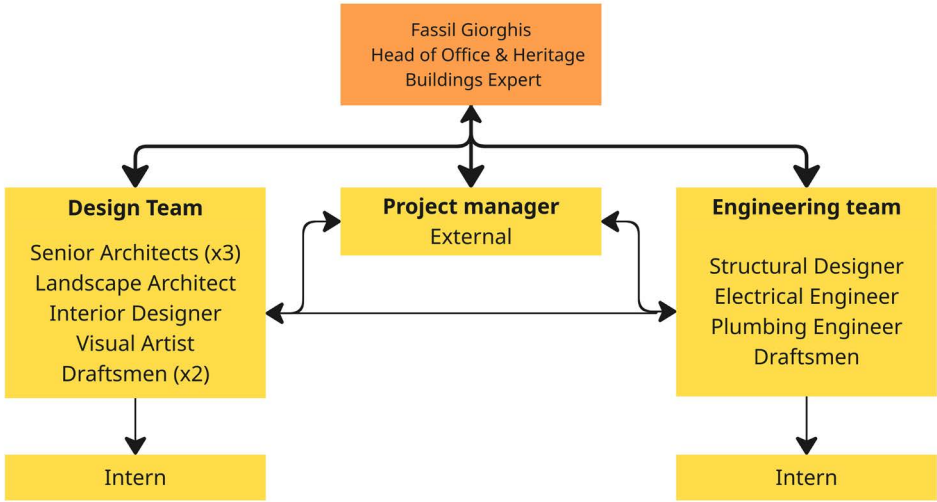 Fassil Giorghis
Head of Office & Heritage
Buildings Expert
Design Team
Senior Architects (x3)
Landscape Architect
Interior Designer
Visual Artist
Draftsmen (x2)
Project manager
External
Engineering team
Structural Designer
Electrical Engineer
Plumbing Engineer
Draftsmen
Intern
Intern